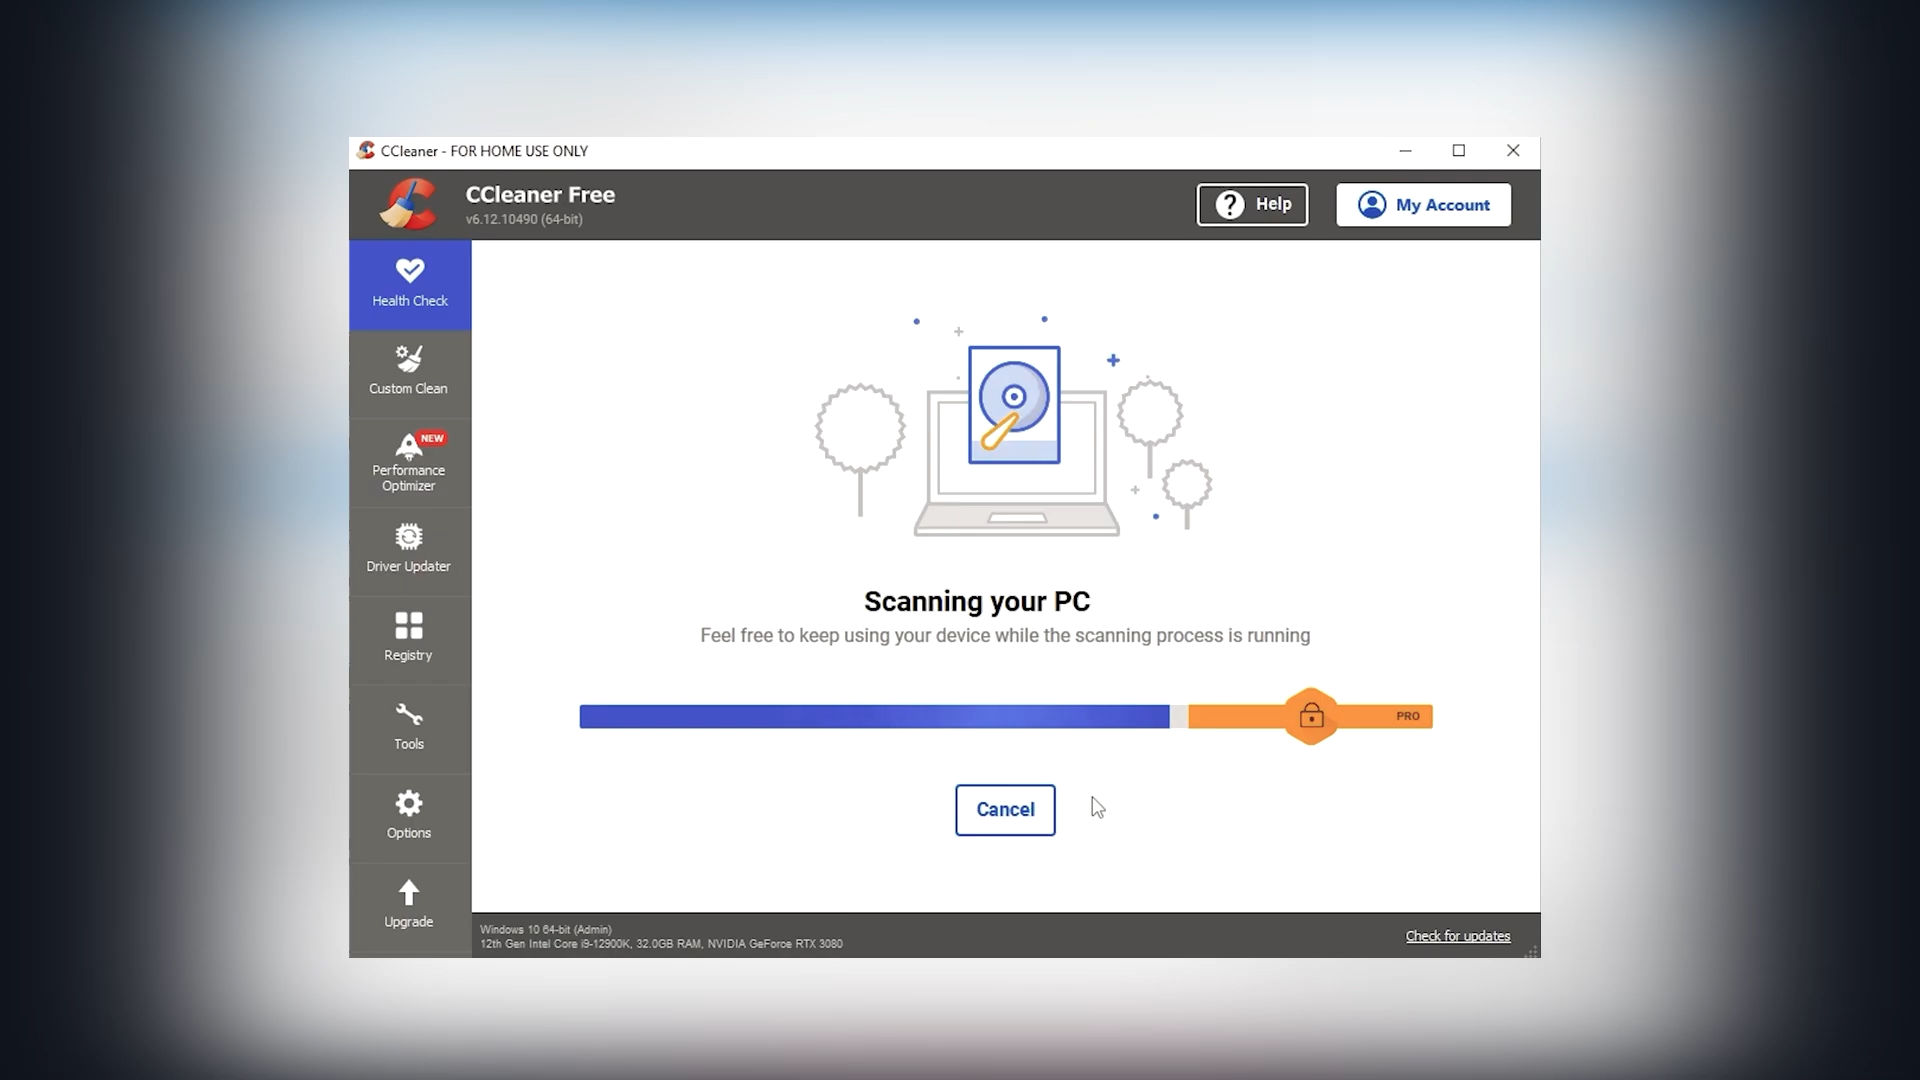 CCleaner - FOR HOME USE ONLY
CCleaner Free
v6.12.10490 (64-bit)
Help
My Account
Health Check
Custom Clean
NEW
Performance
Optimizer
Driver Updater
Registry
Tools
Options
Upgrade
Scanning your PC
Feel free to keep using your device while the scanning process is running
PRO
Cancel
Windows 10 64-bit (Admin)
12th Gen Intel Core i9-12900K, 32.0GB RAM, NVIDIA GeForce RTX 3080
Check for updates